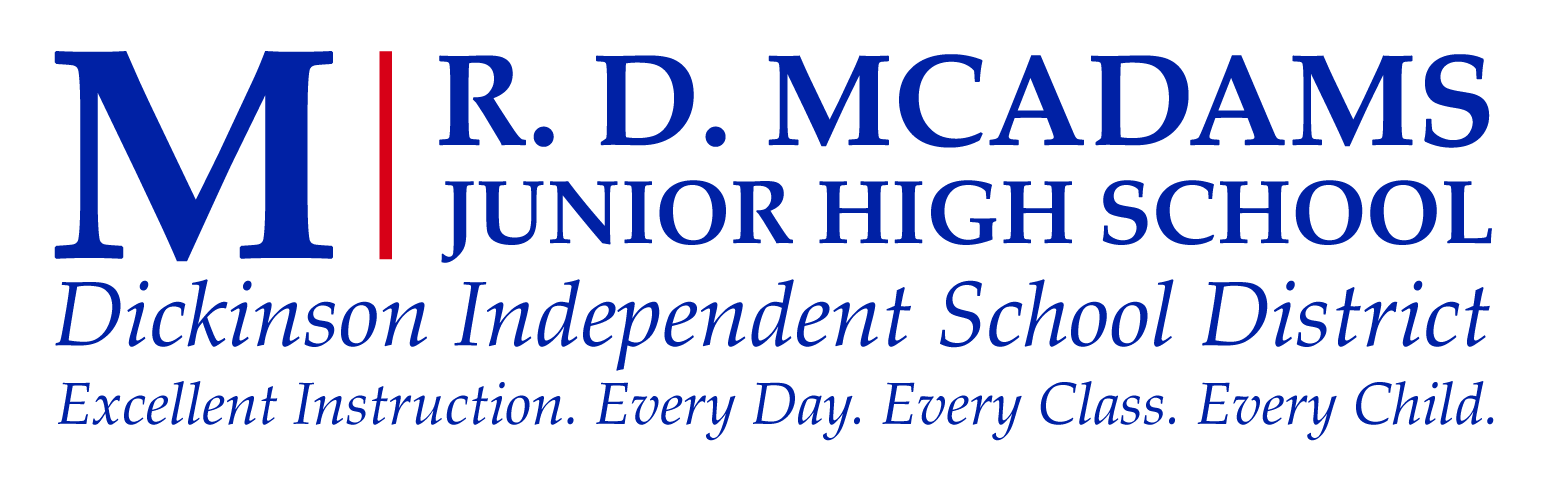 M
R. D. MCADAMS
JUNIOR HIGH SCHOOL
Dickinson Independent School District
Excellent Instruction. Every Day. Every Class. Every Child.